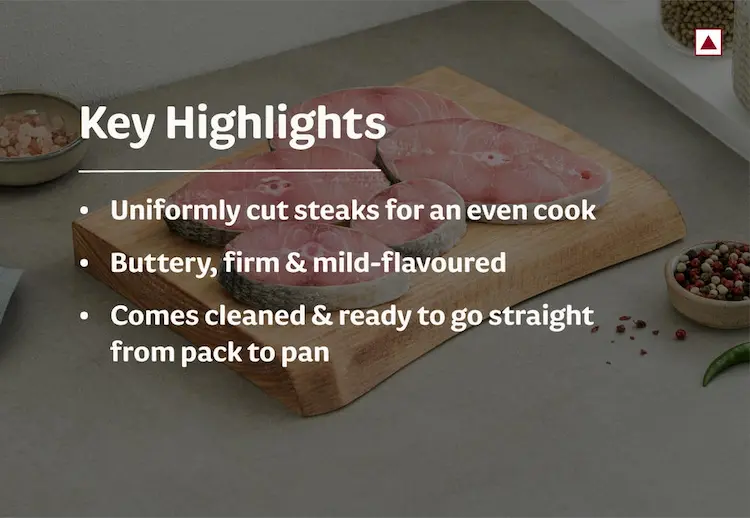 Key Highlights
• Uniformly cut steaks for an even cook
• Buttery, firm & mild-flavoured
• Comes cleaned & ready to go straight
from pack to pan